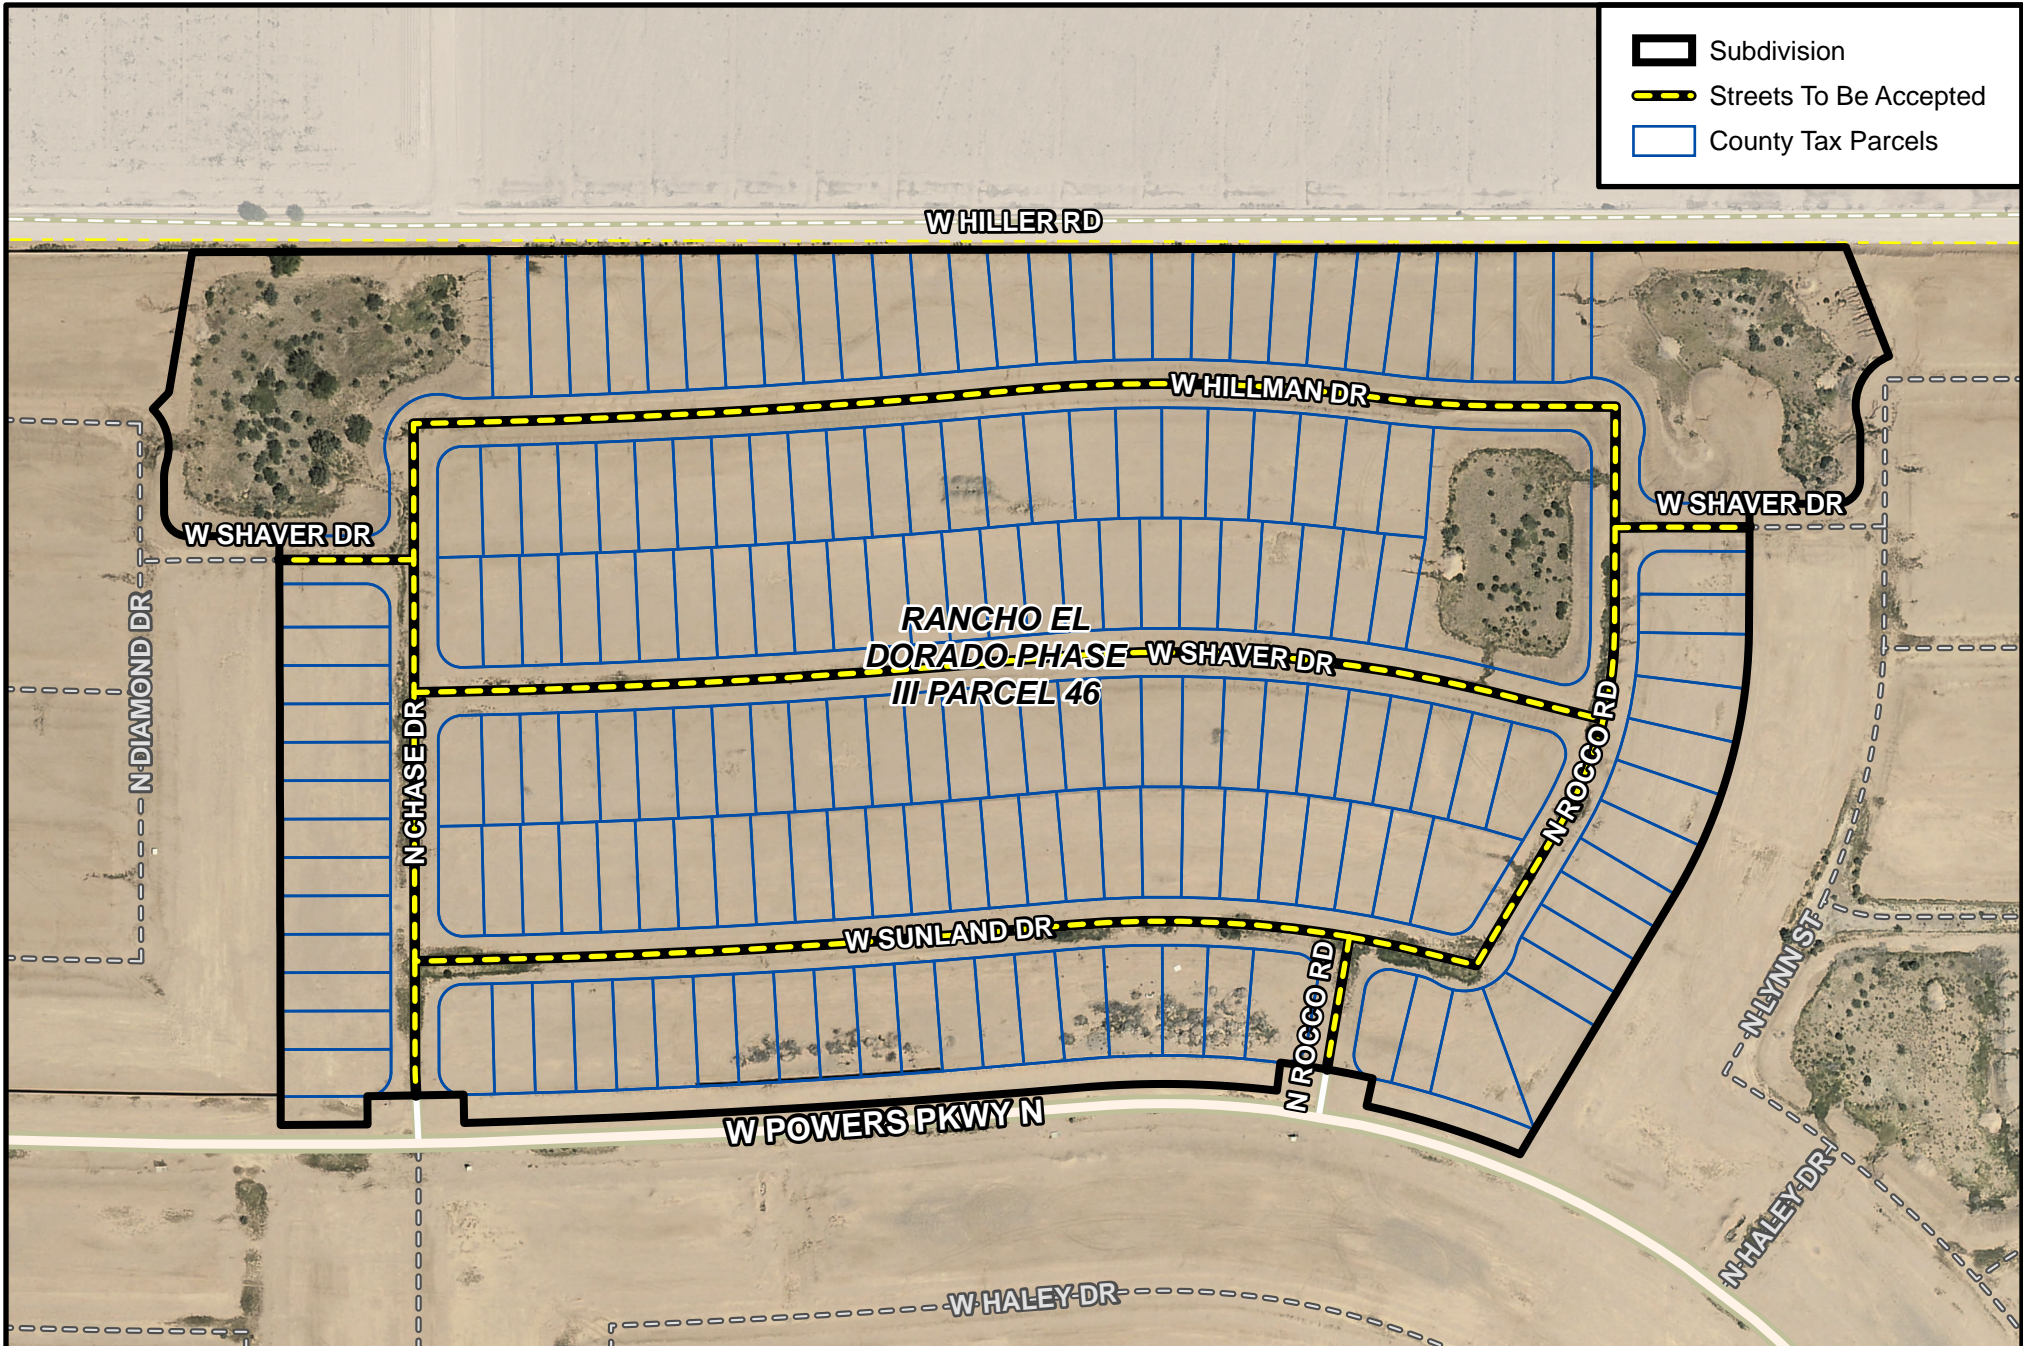 Subdivision
Streets To Be Accepted
County Tax Parcels
W HILLER RD
W HILLMAN DR
W SHAVER DR
W SHAVER DR
N DIAMOND DR
RANCHO EL
DORADO PHASE
III PARCEL 46
W SHAVER DR
N CHASE DR
N ROCCO RD
W SUNLAND DR
N ROCCO RD
N LYNN ST
W POWERS PKWY N
N HALEY DR
W HALEY DR